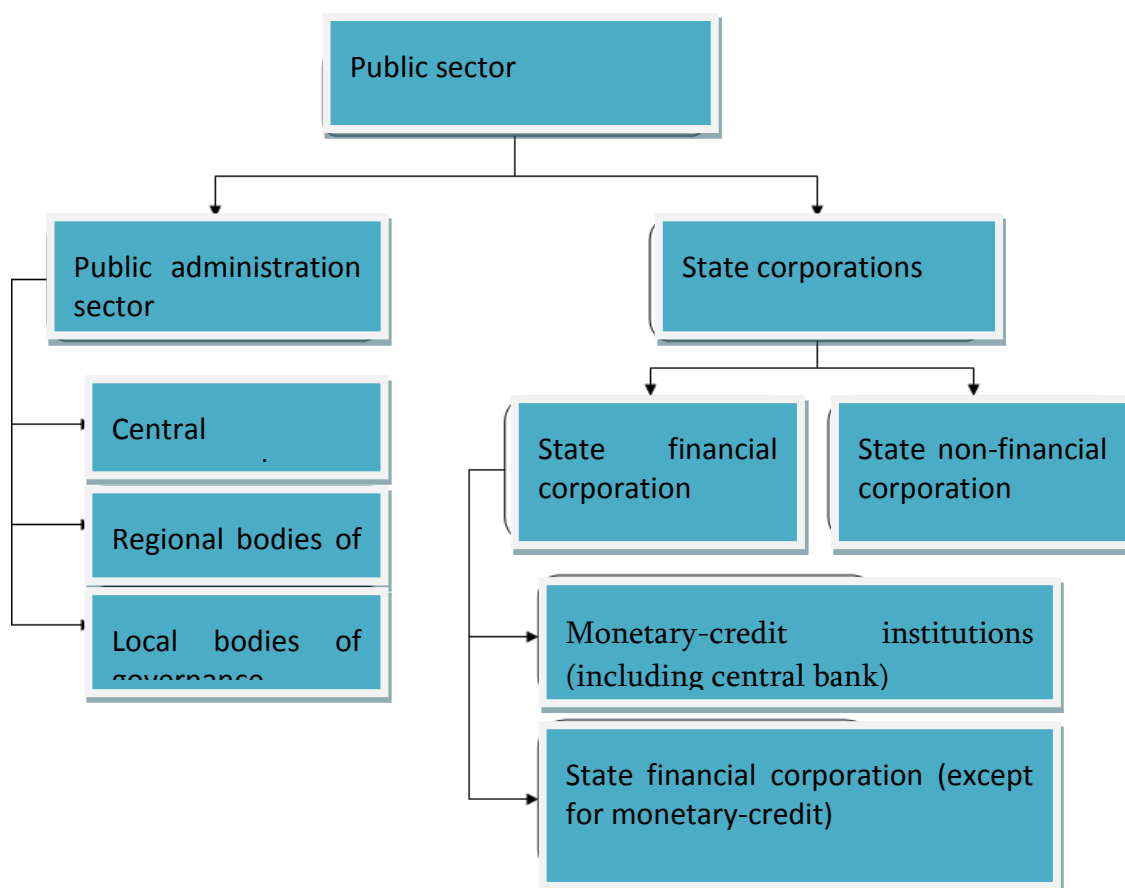 Public sector
Public administration
sector
State corporations
Central
State financial
corporation
State non-financial
corporation
Regional bodies of
Local bodies of
governance
Monetary-credit institutions
(including central bank)
State financial corporation (except
for monetary-credit)